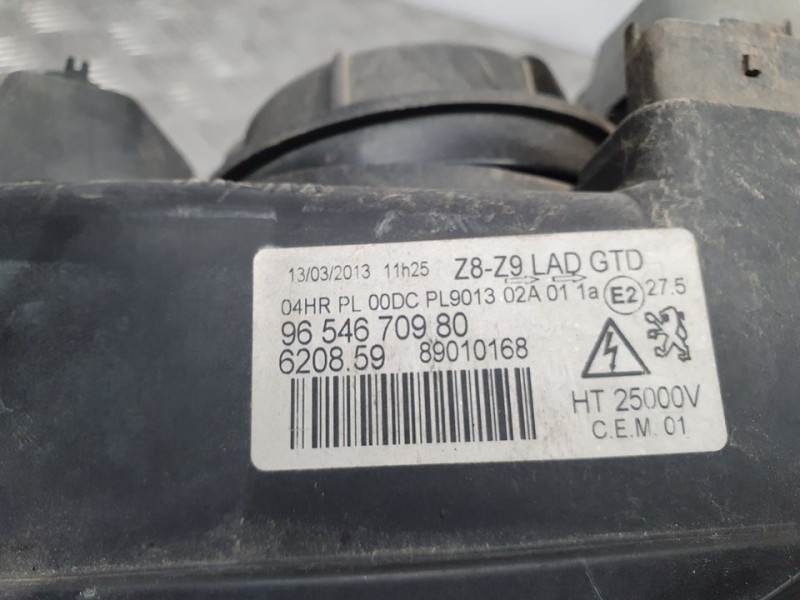 13/03/2013 11h25 Z8-Z9 LAD GTD
04HR PL 00DC PL9013 02A 01 1a E2 27.5
96 546 709 80
6208.59 89010168
HT 25000V
C.E.M. 01